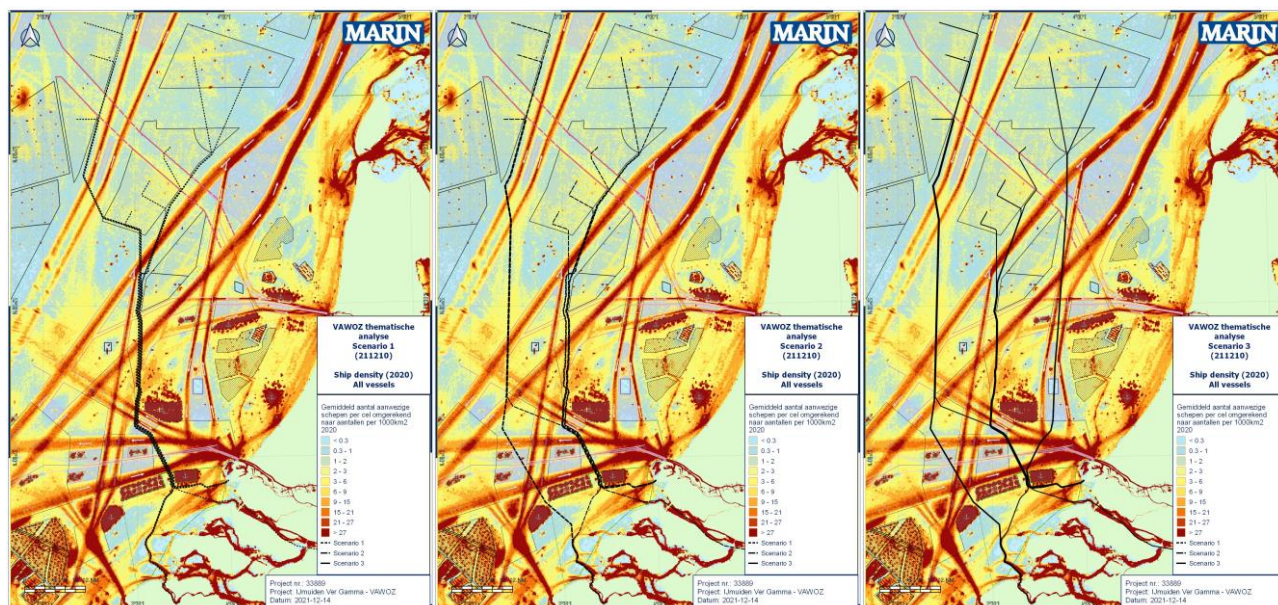 MARIN
VAWOZ thematische
analyse
Scenario 1
(211210)
Ship density (2020)
All vessels
Gemiddeld aantal aanwezige
schepen per cel omgerekend
naar aantallen per 1000km2
2020
< 0.3
0.3 - 1
1 - 2
2 - 3
3 - 6
6 - 9
9 - 15
15 - 21
21 - 27
> 27
Scenario 1
Scenario 2
Scenario 3
Project nr.: 33889
Project: IJmuiden Ver Gamma - VAWOZ
Datum: 2021-12-14
MARIN
VAWOZ thematische
analyse
Scenario 2
(211210)
Ship density (2020)
All vessels
Gemiddeld aantal aanwezige
schepen per cel omgerekend
naar aantallen per 1000km2
2020
< 0.3
0.3 - 1
1 - 2
2 - 3
3 - 6
6 - 9
9 - 15
15 - 21
21 - 27
> 27
Scenario 1
Scenario 2
Scenario 3
Project nr.: 33889
Project: IJmuiden Ver Gamma - VAWOZ
Datum: 2021-12-14
MARIN
VAWOZ thematische
analyse
Scenario 3
(211210)
Ship density (2020)
All vessels
Gemiddeld aantal aanwezige
schepen per cel omgerekend
naar aantallen per 1000km2
2020
< 0.3
0.3 - 1
1 - 2
2 - 3
3 - 6
6 - 9
9 - 15
15 - 21
21 - 27
> 27
Scenario 1
Scenario 2
Scenario 3
Project nr.: 33889
Project: IJmuiden Ver Gamma - VAWOZ
Datum: 2021-12-14